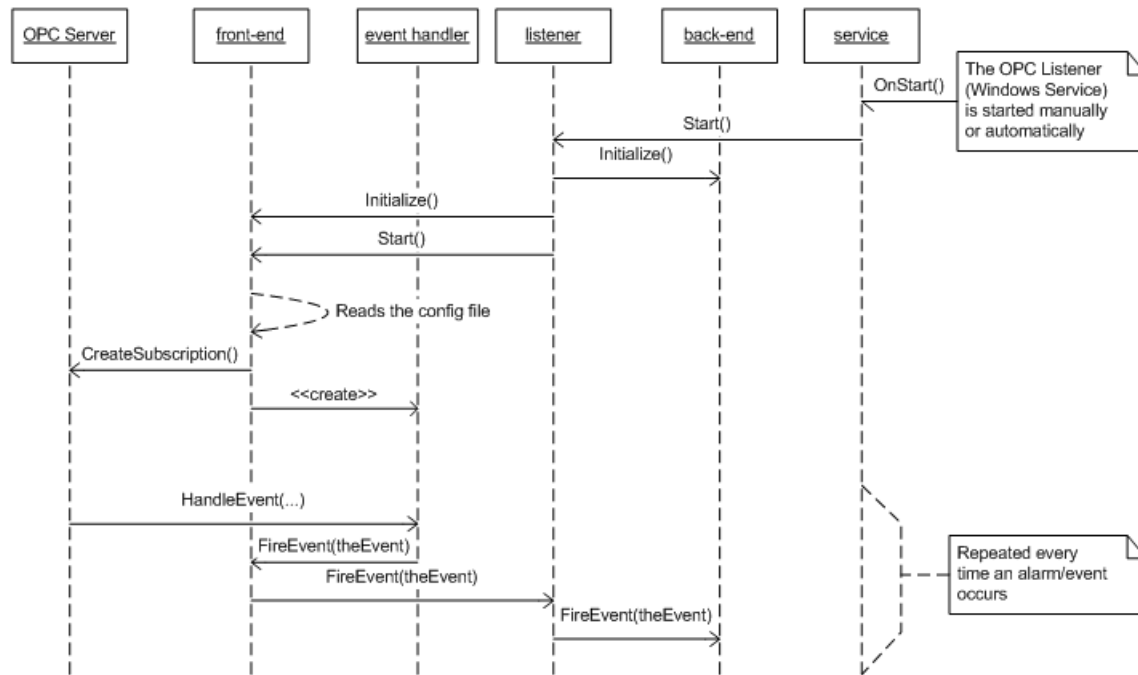 OPC Server
front-end
event handler
listener
back-end
service
The OPC Listener
(Windows Service)
is started manually
or automatically
OnStart()
Start()
Initialize()
Initialize()
Start()
Reads the config file
CreateSubscription()
<<create>>
HandleEvent(...)
FireEvent(theEvent)
FireEvent(theEvent)
FireEvent(theEvent)
Repeated every
time an alarm/event
occurs